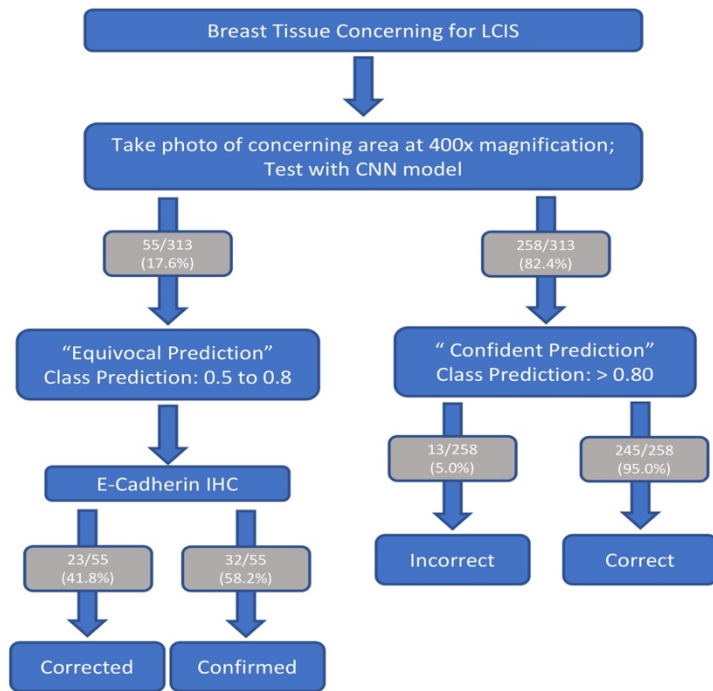 Breast Tissue Concerning for LCIS
Take photo of concerning area at 400x magnification;
Test with CNN model
55/313
(17.6%)
258/313
(82.4%)
“Equivocal Prediction”
Class Prediction: 0.5 to 0.8
“ Confident Prediction”
Class Prediction: > 0.80
13/258
(5.0%)
245/258
(95.0%)
E-Cadherin IHC
23/55
(41.8%)
32/55
(58.2%)
Incorrect
Correct
Corrected
Confirmed